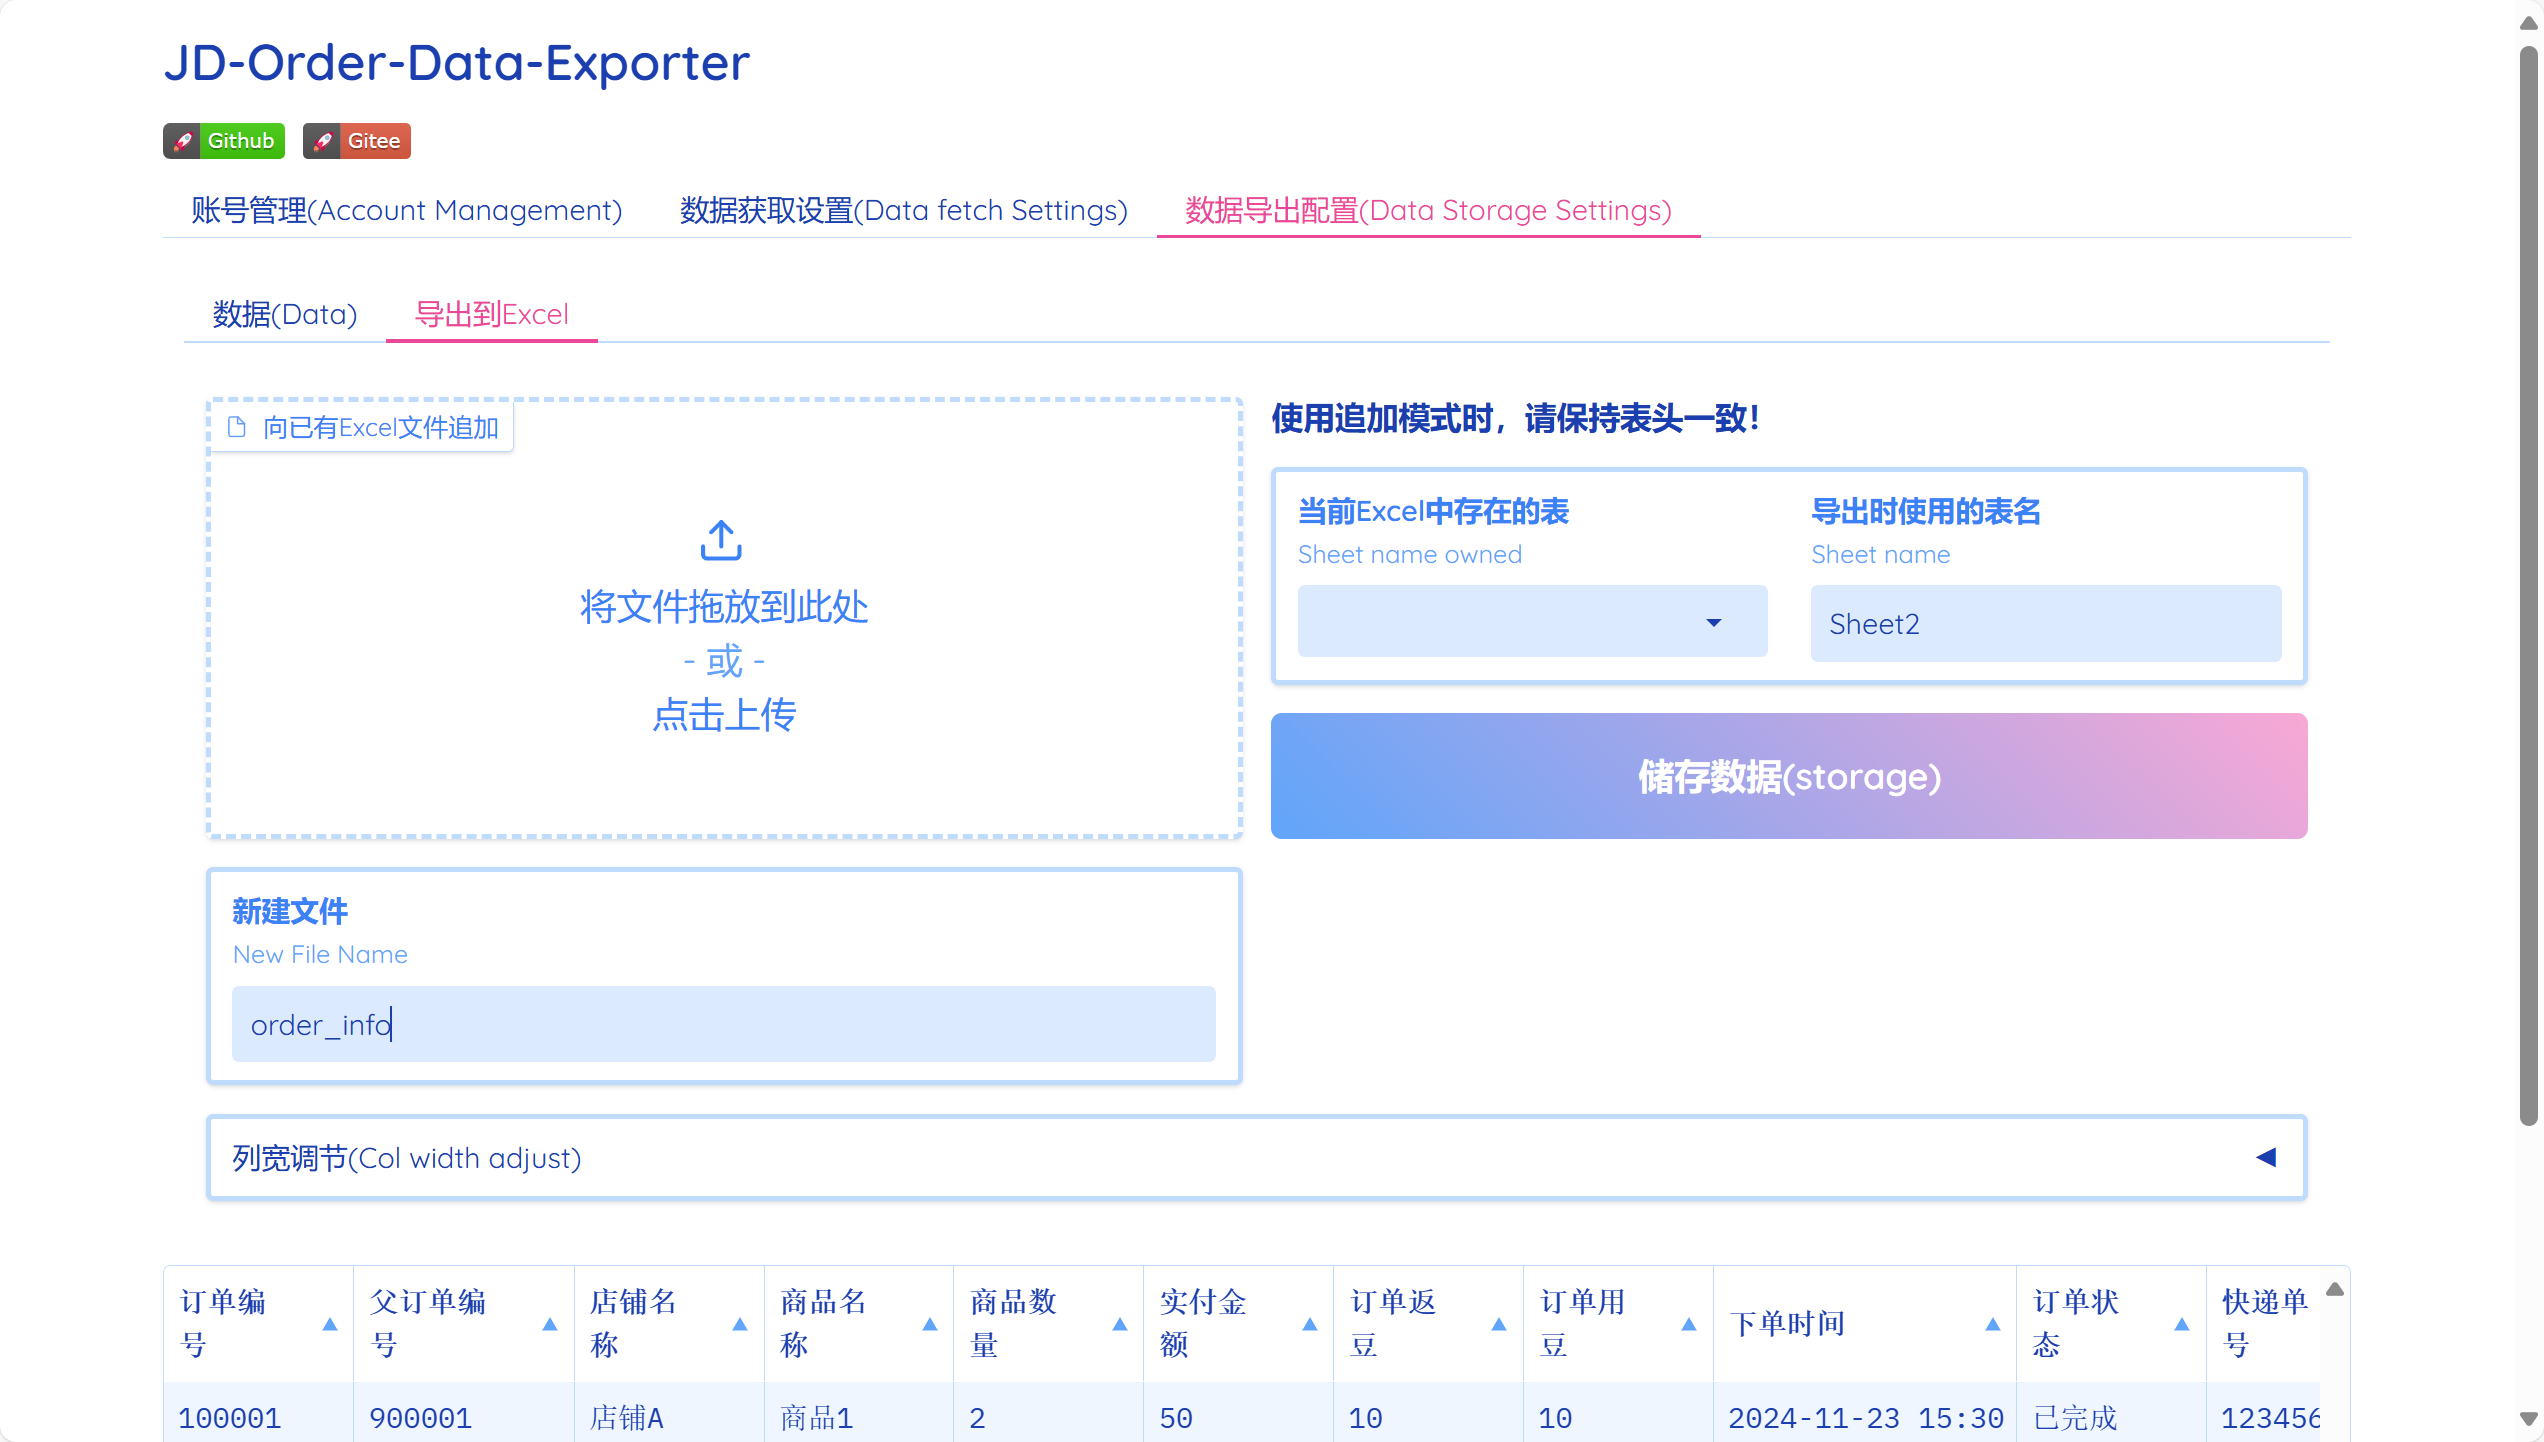 JD-Order-Data-Exporter
Github
Gitee
账号管理(Account Management)
数据获取设置(Data fetch Settings)
数据导出配置(Data Storage Settings)
数据(Data)
导出到Excel
向已有Excel文件追加
将文件拖放到此处
- 或 -
点击上传
使用追加模式时，请保持表头一致！
当前Excel中存在的表
Sheet name owned
导出时使用的表名
Sheet name
Sheet2
储存数据(storage)
新建文件
New File Name
order_info
列宽调节(Col width adjust)
订单编号
父订单编号
店铺名称
商品名称
商品数量
实付金额
订单返豆
订单用豆
下单时间
订单状态
快递单号
100001
900001
店铺A
商品1
2
50
10
10
2024-11-23 15:30
已完成
123456